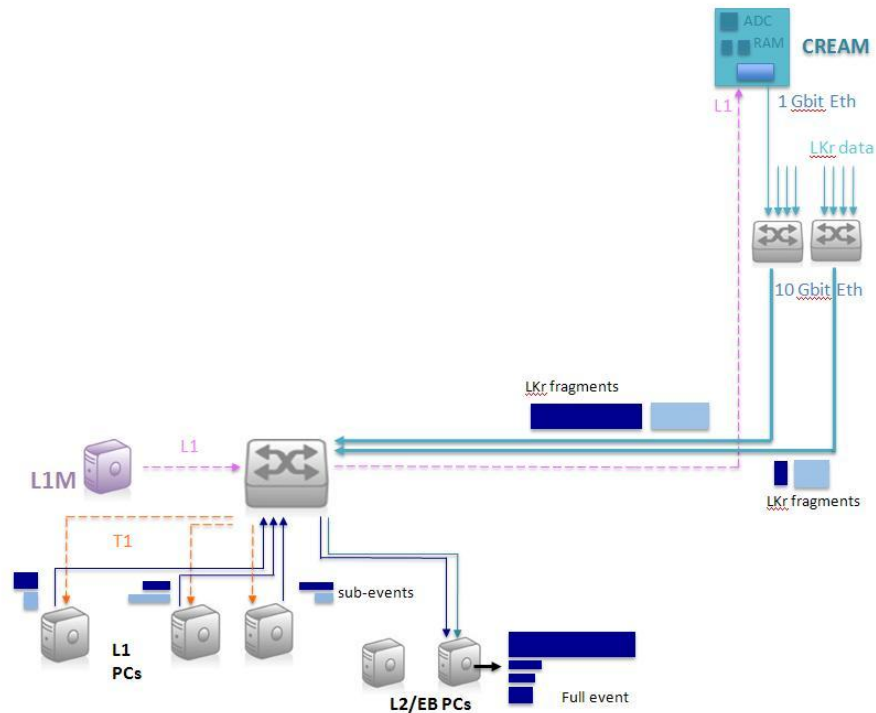 ADC
RAM
CREAM
L1
1 Gbit Eth
LKr data
10 Gbit Eth
LKr fragments
L1
L1M
LKr fragments
T1
sub-events
L1
PCs
L2/EB PCs
Full event